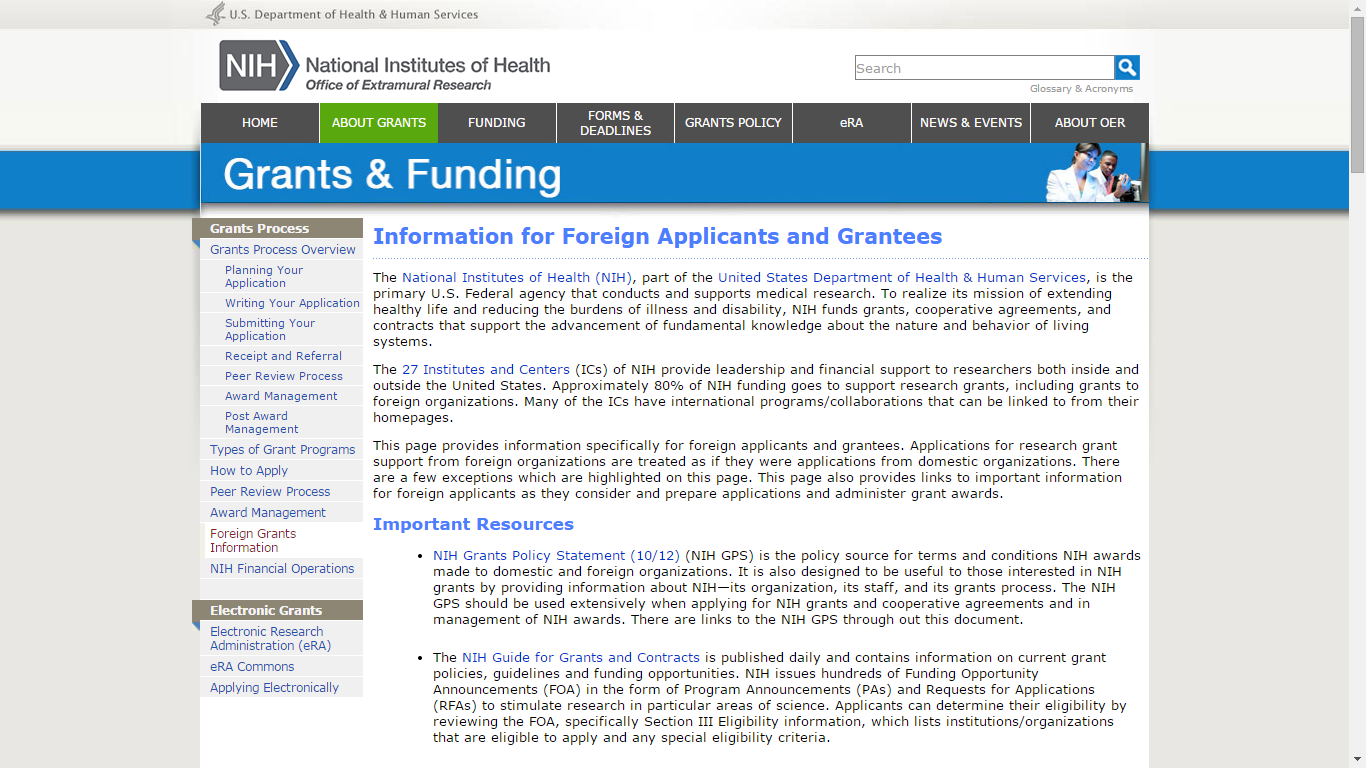 U.S. Department of Health & Human Services
NIH National Institutes of Health
Office of Extramural Research
Search
Glossary & Acronyms
HOME
ABOUT GRANTS
FUNDING
FORMS &
DEADLINES
GRANTS POLICY
eRA
NEWS & EVENTS
ABOUT OER
Grants & Funding
Grants Process
Grants Process Overview
Planning Your
Application
Writing Your Application
Submitting Your
Application
Receipt and Referral
Peer Review Process
Award Management
Post Award
Management
Types of Grant Programs
How to Apply
Peer Review Process
Award Management
Foreign Grants
Information
NIH Financial Operations
Electronic Grants
Electronic Research
Administration (eRA)
eRA Commons
Applying Electronically
Information for Foreign Applicants and Grantees
The National Institutes of Health (NIH), part of the United States Department of Health & Human Services, is the
primary U.S. Federal agency that conducts and supports medical research. To realize its mission of extending
healthy life and reducing the burdens of illness and disability, NIH funds grants, cooperative agreements, and
contracts that support the advancement of fundamental knowledge about the nature and behavior of living
systems.
The 27 Institutes and Centers (ICs) of NIH provide leadership and financial support to researchers both inside and
outside the United States. Approximately 80% of NIH funding goes to support research grants, including grants to
foreign organizations. Many of the ICs have international programs/collaborations that can be linked to from their
homepages.
This page provides information specifically for foreign applicants and grantees. Applications for research grant
support from foreign organizations are treated as if they were applications from domestic organizations. There
are a few exceptions which are highlighted on this page. This page also provides links to important information
for foreign applicants as they consider and prepare applications and administer grant awards.
Important Resources
• NIH Grants Policy Statement (10/12) (NIH GPS) is the policy source for terms and conditions NIH awards
made to domestic and foreign organizations. It is also designed to be useful to those interested in NIH
grants by providing information about NIH—its organization, its staff, and its grants process. The NIH
GPS should be used extensively when applying for NIH grants and cooperative agreements and in
management of NIH awards. There are links to the NIH GPS through out this document.
• The NIH Guide for Grants and Contracts is published daily and contains information on current grant
policies, guidelines and funding opportunities. NIH issues hundreds of Funding Opportunity
Announcements (FOA) in the form of Program Announcements (PAs) and Requests for Applications
(RFAs) to stimulate research in particular areas of science. Applicants can determine their eligibility by
reviewing the FOA, specifically Section III Eligibility information, which lists institutions/organizations
that are eligible to apply and any special eligibility criteria.